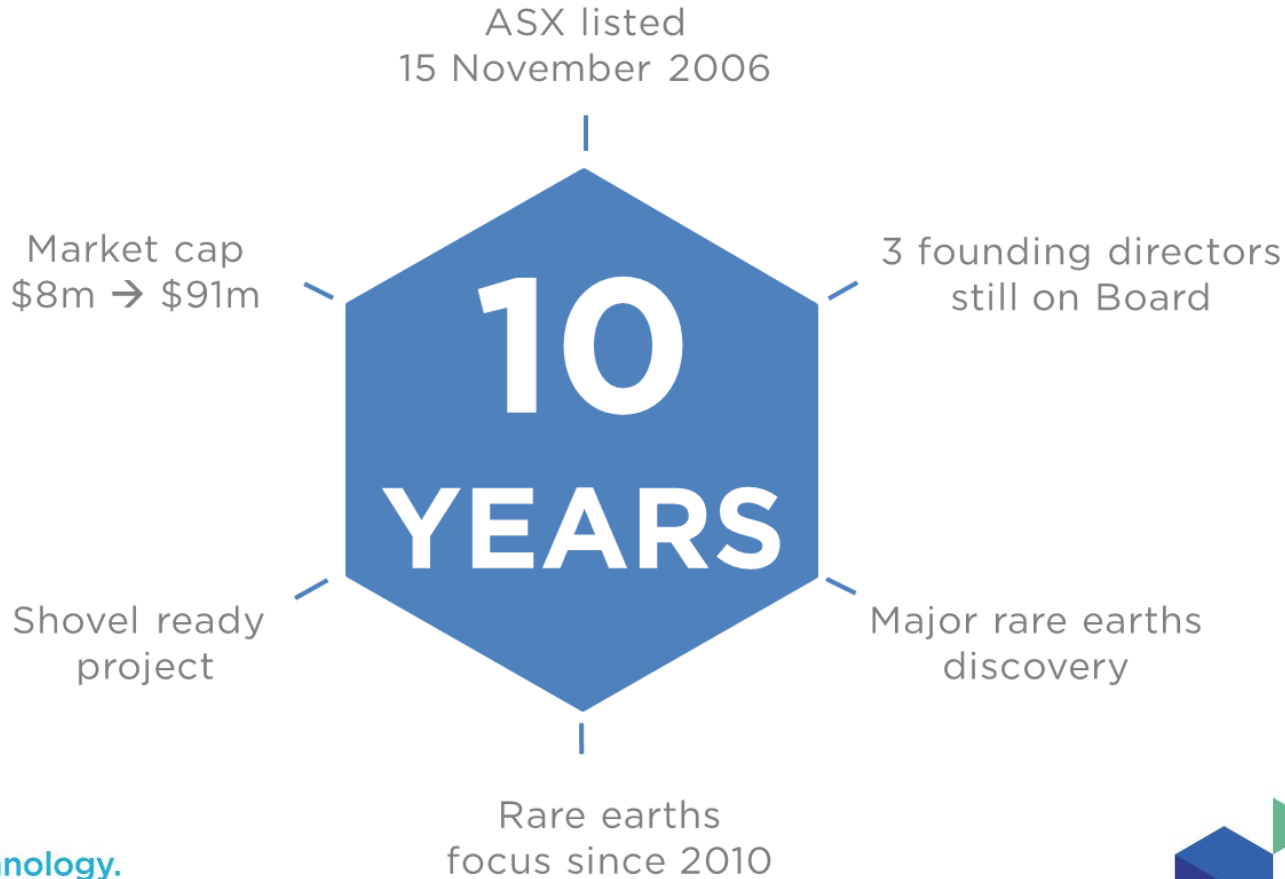 ASX listed
15 November 2006
Market cap
$8m → $91m
3 founding directors
still on Board
10
YEARS
Shovel ready
project
Major rare earths
discovery
Rare earths
focus since 2010